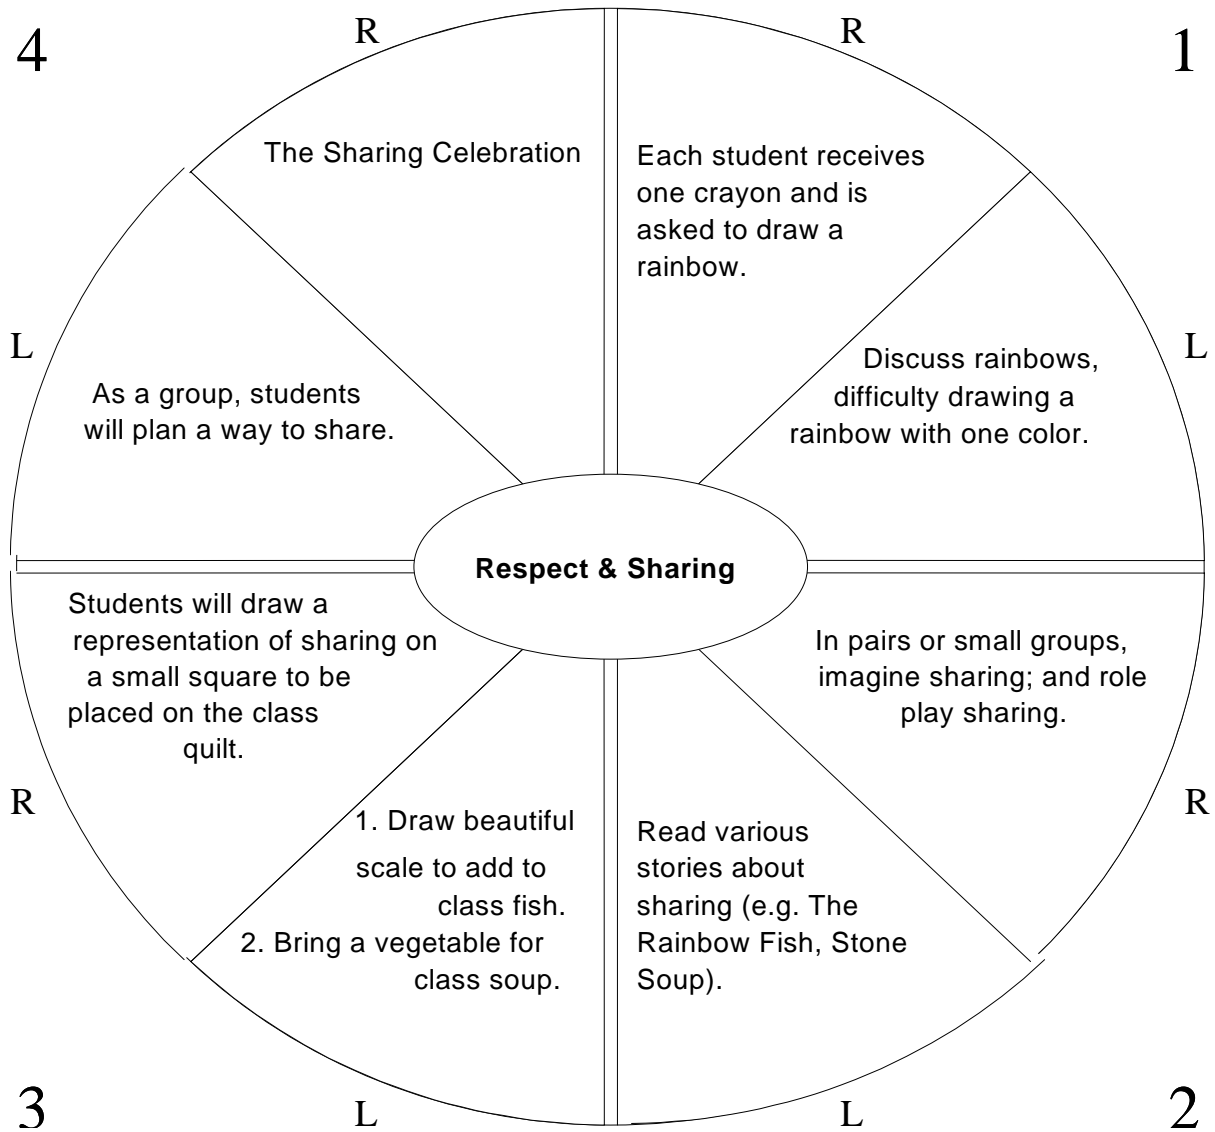 4
R
R
1
The Sharing Celebration
Each student receives
one crayon and is
asked to draw a
rainbow.
L
L
Discuss rainbows,
difficulty drawing a
rainbow with one color.
As a group, students
will plan a way to share.
Respect & Sharing
Students will draw a
representation of sharing on
a small square to be
placed on the class
quilt.
In pairs or small groups,
imagine sharing; and role
play sharing.
R
R
1. Draw beautiful
scale to add to
class fish.
2. Bring a vegetable for
class soup.
Read various
stories about
sharing (e.g. The
Rainbow Fish, Stone
Soup).
3
L
L
2